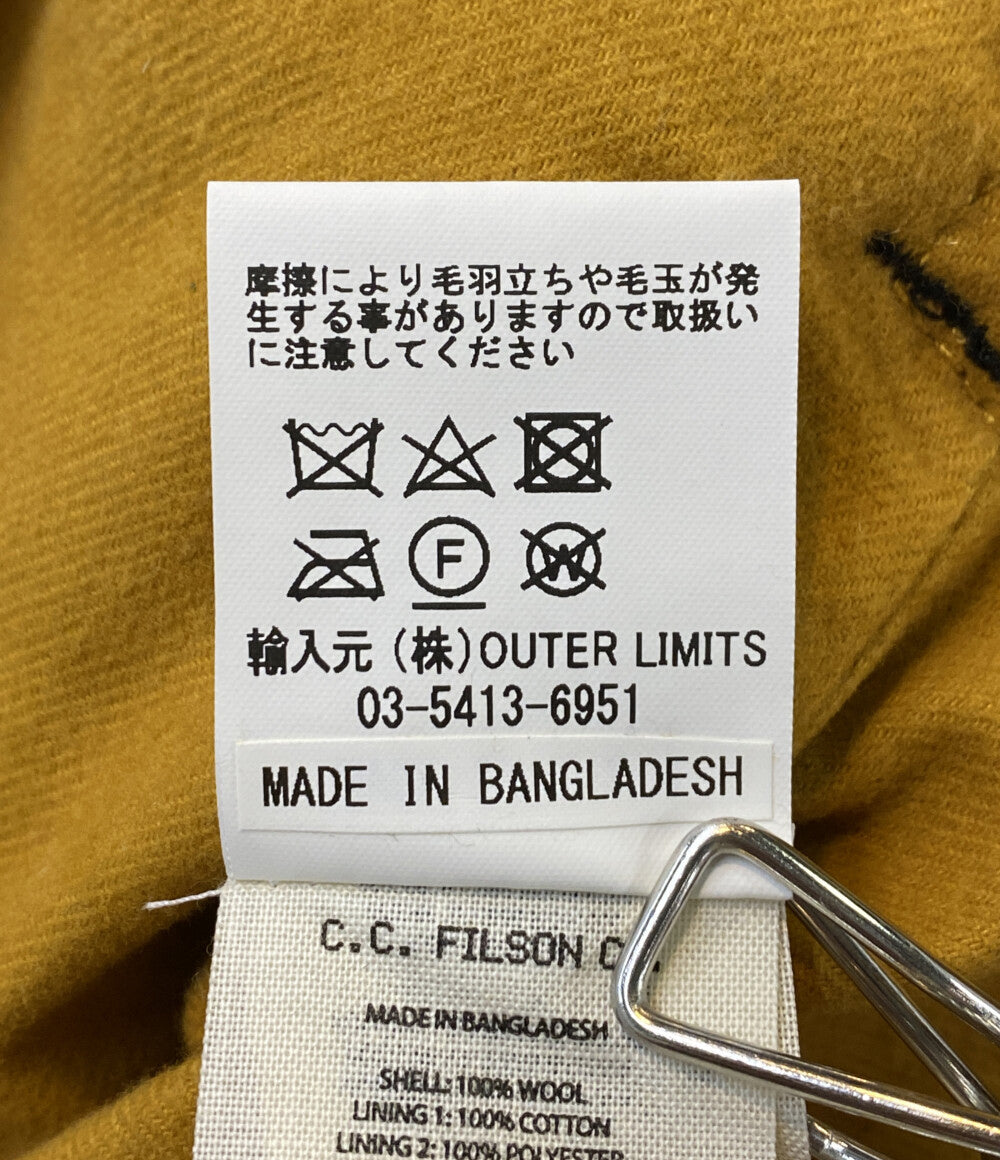 摩擦により毛羽立ちや毛玉が発
生する事がありますので取扱い
に注意してください
F W
輸入元 (株)OUTER LIMITS
03-5413-6951
MADE IN BANGLADESH
C.C. FILSON
MADE IN BANGLADESH
SHELL: 100% WOOL
LINING 1: 100% COTTON
LINING 2: 100% POLYESTER